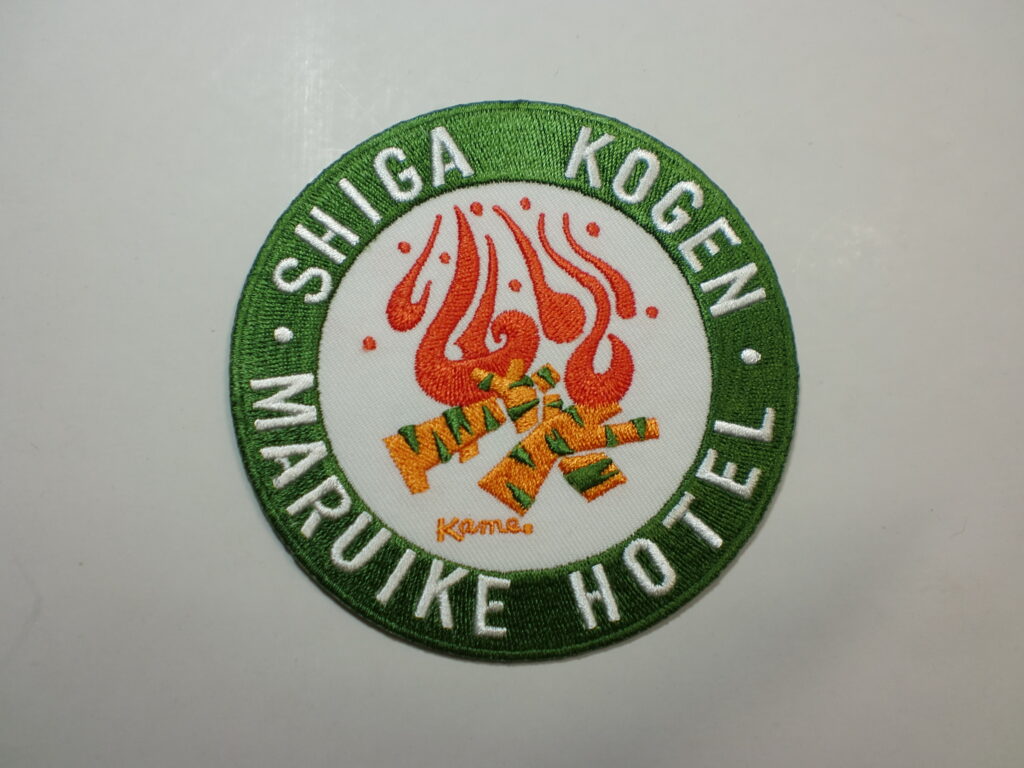 SHIGA KOGEN
MARUIKE HOTEL
Kame.